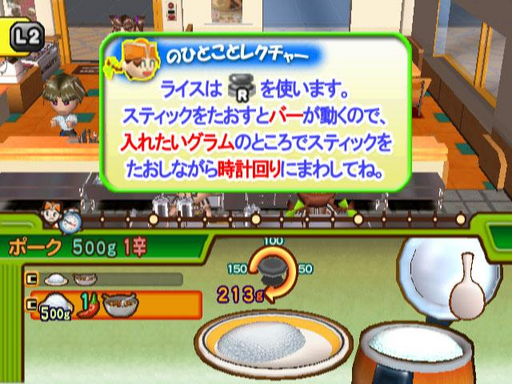 L2
のひとことレクチャー
ライスは R を使います。
スティックをたおすとバーが動くので、
入れたいグラムのところでスティックを
たおしながら時計回りにまわしてね。
ポーク 500g 1辛
100
150
50
213g
500g